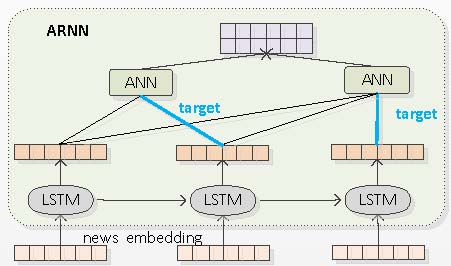 ARNN
ANN
ANN
target
target
LSTM
LSTM
LSTM
news embedding